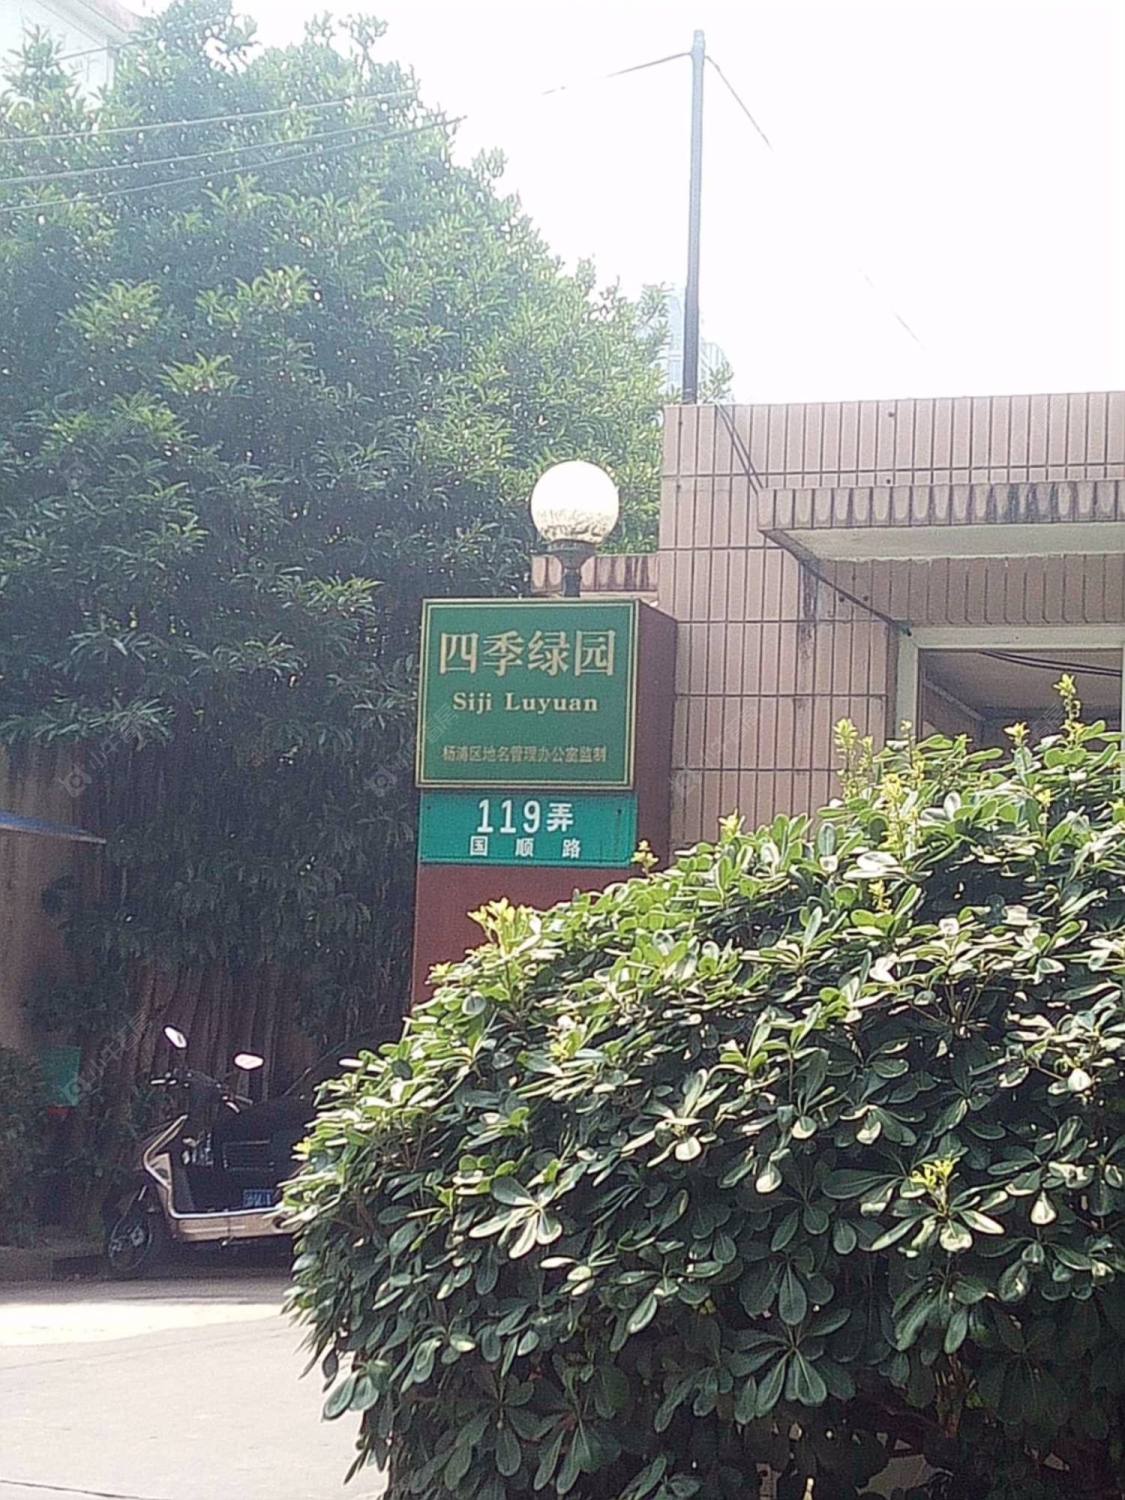 四季绿园
Siji Luyuan
杨浦区地名管理办公室监制
119弄
国顺路